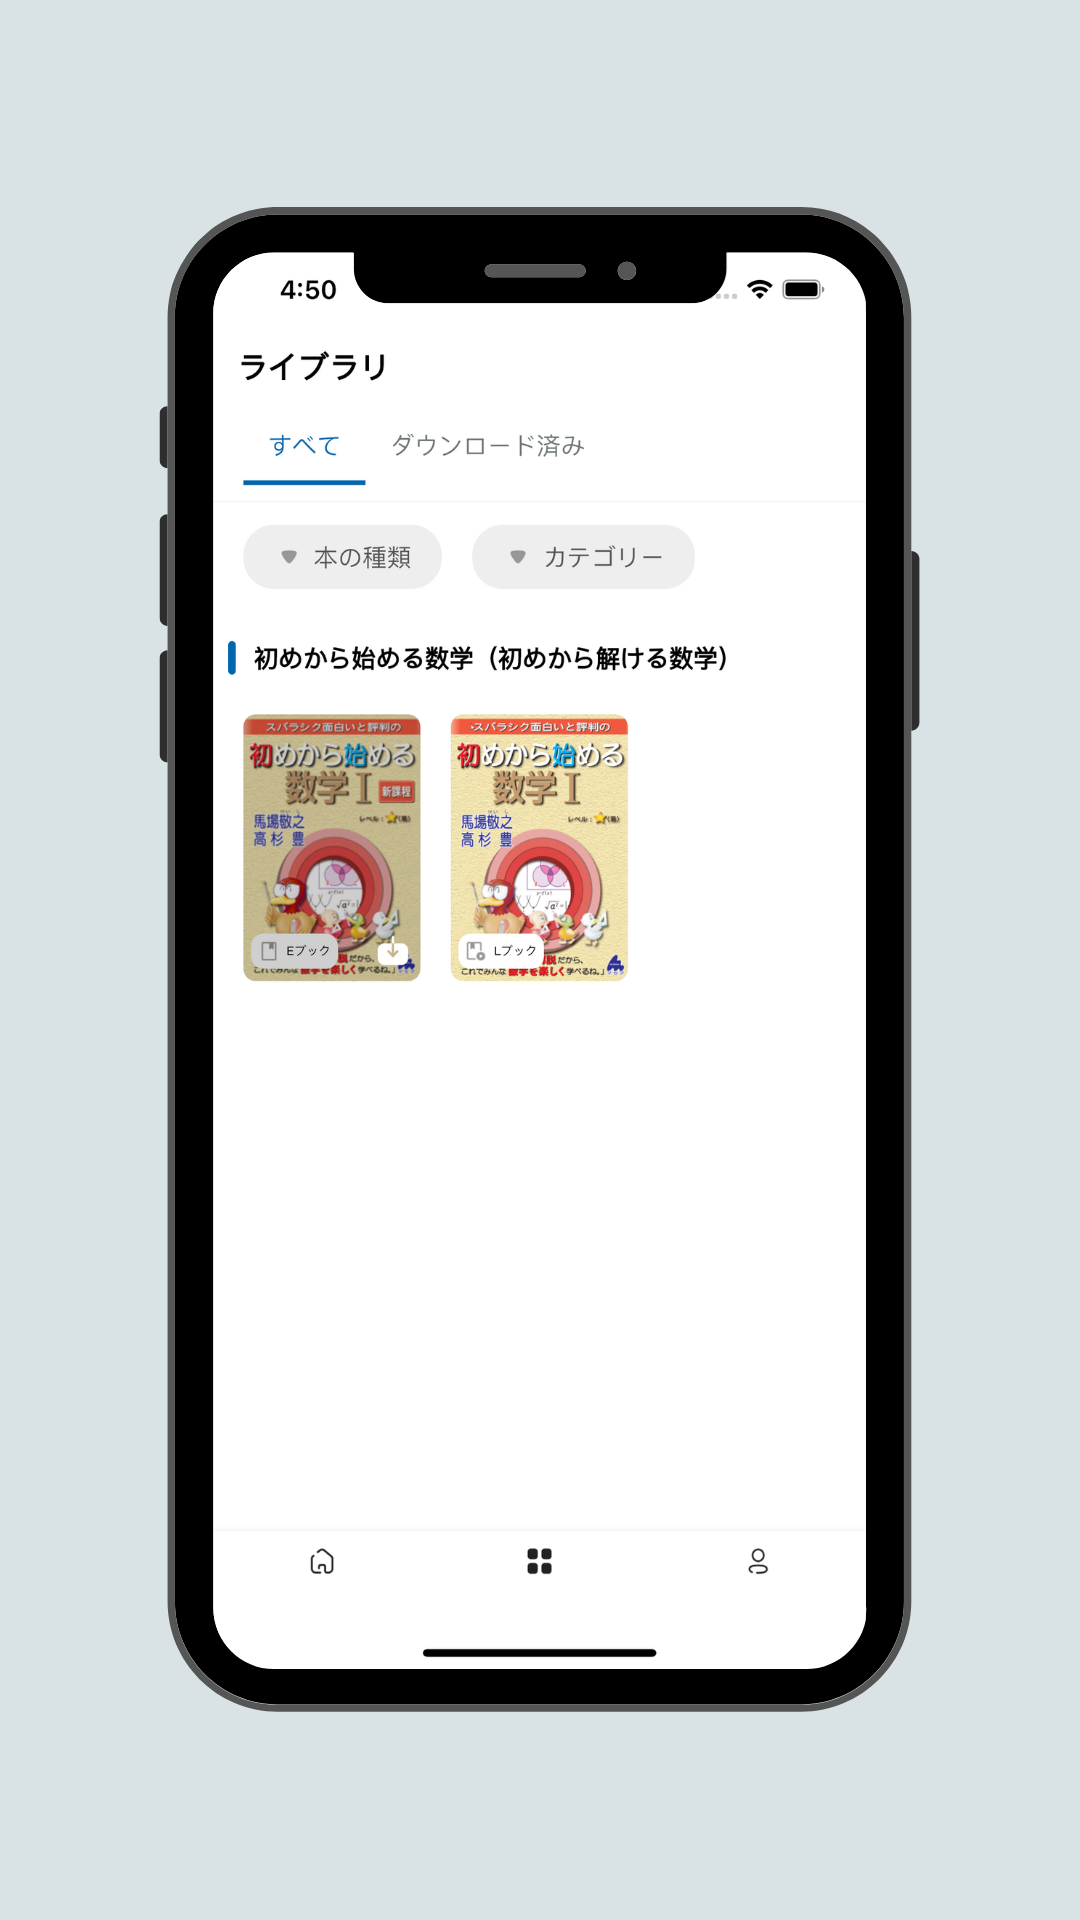 4:50
ライブラリ
すべて ダウンロード済み
本の種類 カテゴリー
初めから始める数学（初めから解ける数学）
スパラシク面白いと評判の
初めから始める
数学 I 新課程
馬場敬之
高杉 豊
レベル：(易)
Eブック
だから、
これでみんな 数学を楽しく 学べるね。」
スパラシク面白いと評判の
初めから始める
数学 I
馬場敬之
高杉 豊
レベル：(易)
Lブック
説だから、
これでみんな 数学を楽しく 学べるね。」